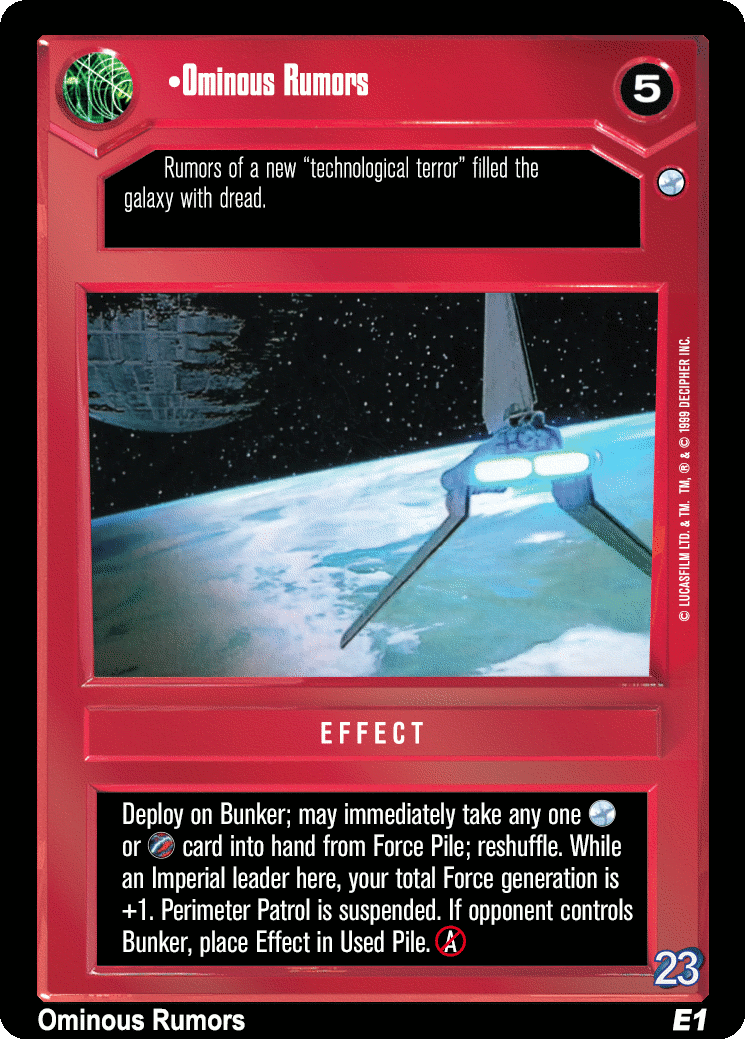 •Ominous Rumors
5
Rumors of a new “technological terror” filled the
galaxy with dread.
© LUCASFILM LTD. & TM. TM, ® & © 1999 DECIPHER INC.
EFFECT
Deploy on Bunker; may immediately take any one
or card into hand from Force Pile; reshuffle. While
an Imperial leader here, your total Force generation is
+1. Perimeter Patrol is suspended. If opponent controls
Bunker, place Effect in Used Pile. A
23
Ominous Rumors
E1